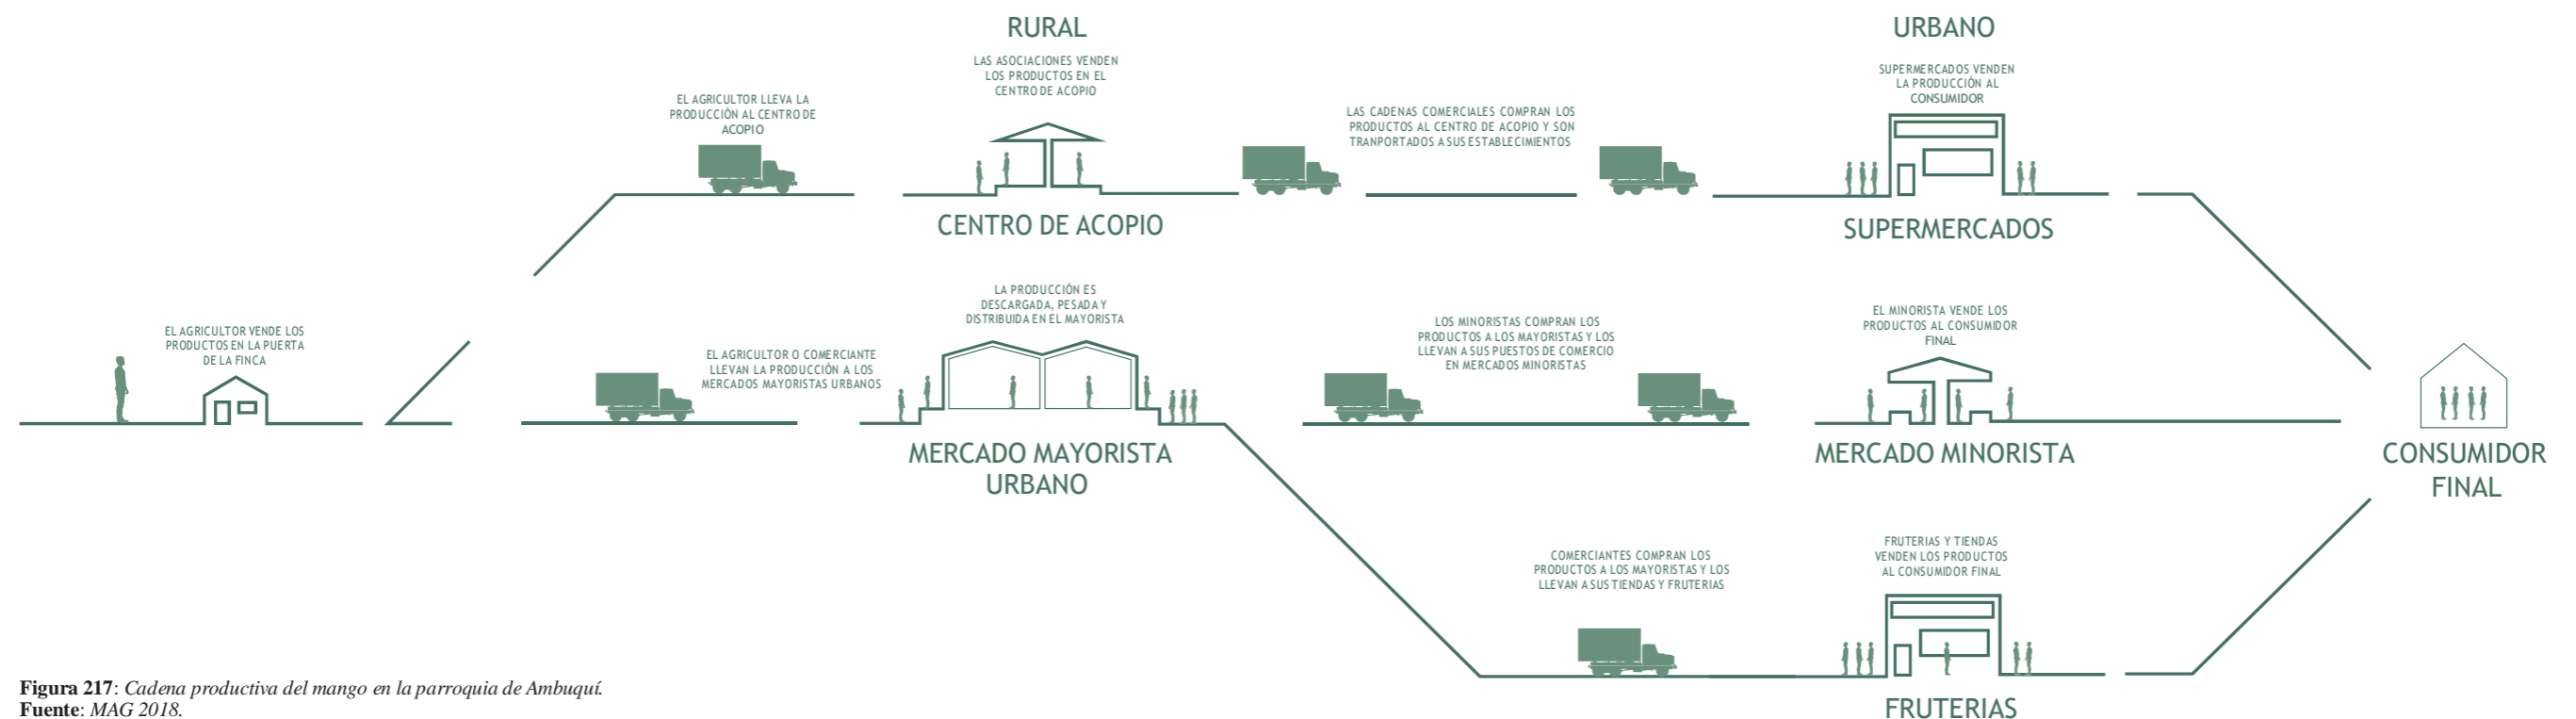 RURAL
URBANO
LAS ASOCIACIONES VENDEN
LOS PRODUCTOS EN EL
CENTRO DE ACOPIO
SUPERMERCADOS VENDEN
LA PRODUCCIÓN AL
CONSUMIDOR
EL AGRICULTOR LLEVA LA
PRODUCCIÓN AL CENTRO DE
ACOPIO
LAS CADENAS COMERCIALES COMPRAN LOS
PRODUCTOS AL CENTRO DE ACOPIO Y SON
TRANPORTADOS A SUS ESTABLECIMIENTOS
CENTRO DE ACOPIO
SUPERMERCADOS
EL AGRICULTOR VENDE LOS
PRODUCTOS EN LA PUERTA
DE LA FINCA
EL AGRICULTOR O COMERCIANTE
LLEVAN LA PRODUCCIÓN A LOS
MERCADOS MAYORISTAS URBANOS
LA PRODUCCIÓN ES
DESCARGADA, PESADA Y
DISTRIBUIDA EN EL MAYORISTA
LOS MINORISTAS COMPRAN LOS
PRODUCTOS A LOS MAYORISTAS Y LOS
LLEVAN A SUS PUESTOS DE COMERCIO
EN MERCADOS MINORISTAS
EL MINORISTA VENDE LOS
PRODUCTOS AL CONSUMIDOR
FINAL
MERCADO MAYORISTA
URBANO
MERCADO MINORISTA
CONSUMIDOR
FINAL
COMERCIANTES COMPRAN LOS
PRODUCTOS A LOS MAYORISTAS Y LOS
LLEVAN A SUS TIENDAS Y FRUTERIAS
FRUTERIAS Y TIENDAS
VENDEN LOS PRODUCTOS
AL CONSUMIDOR FINAL
FRUTERIAS
Figura 217: Cadena productiva del mango en la parroquia de Ambuquí.
Fuente: MAG 2018.